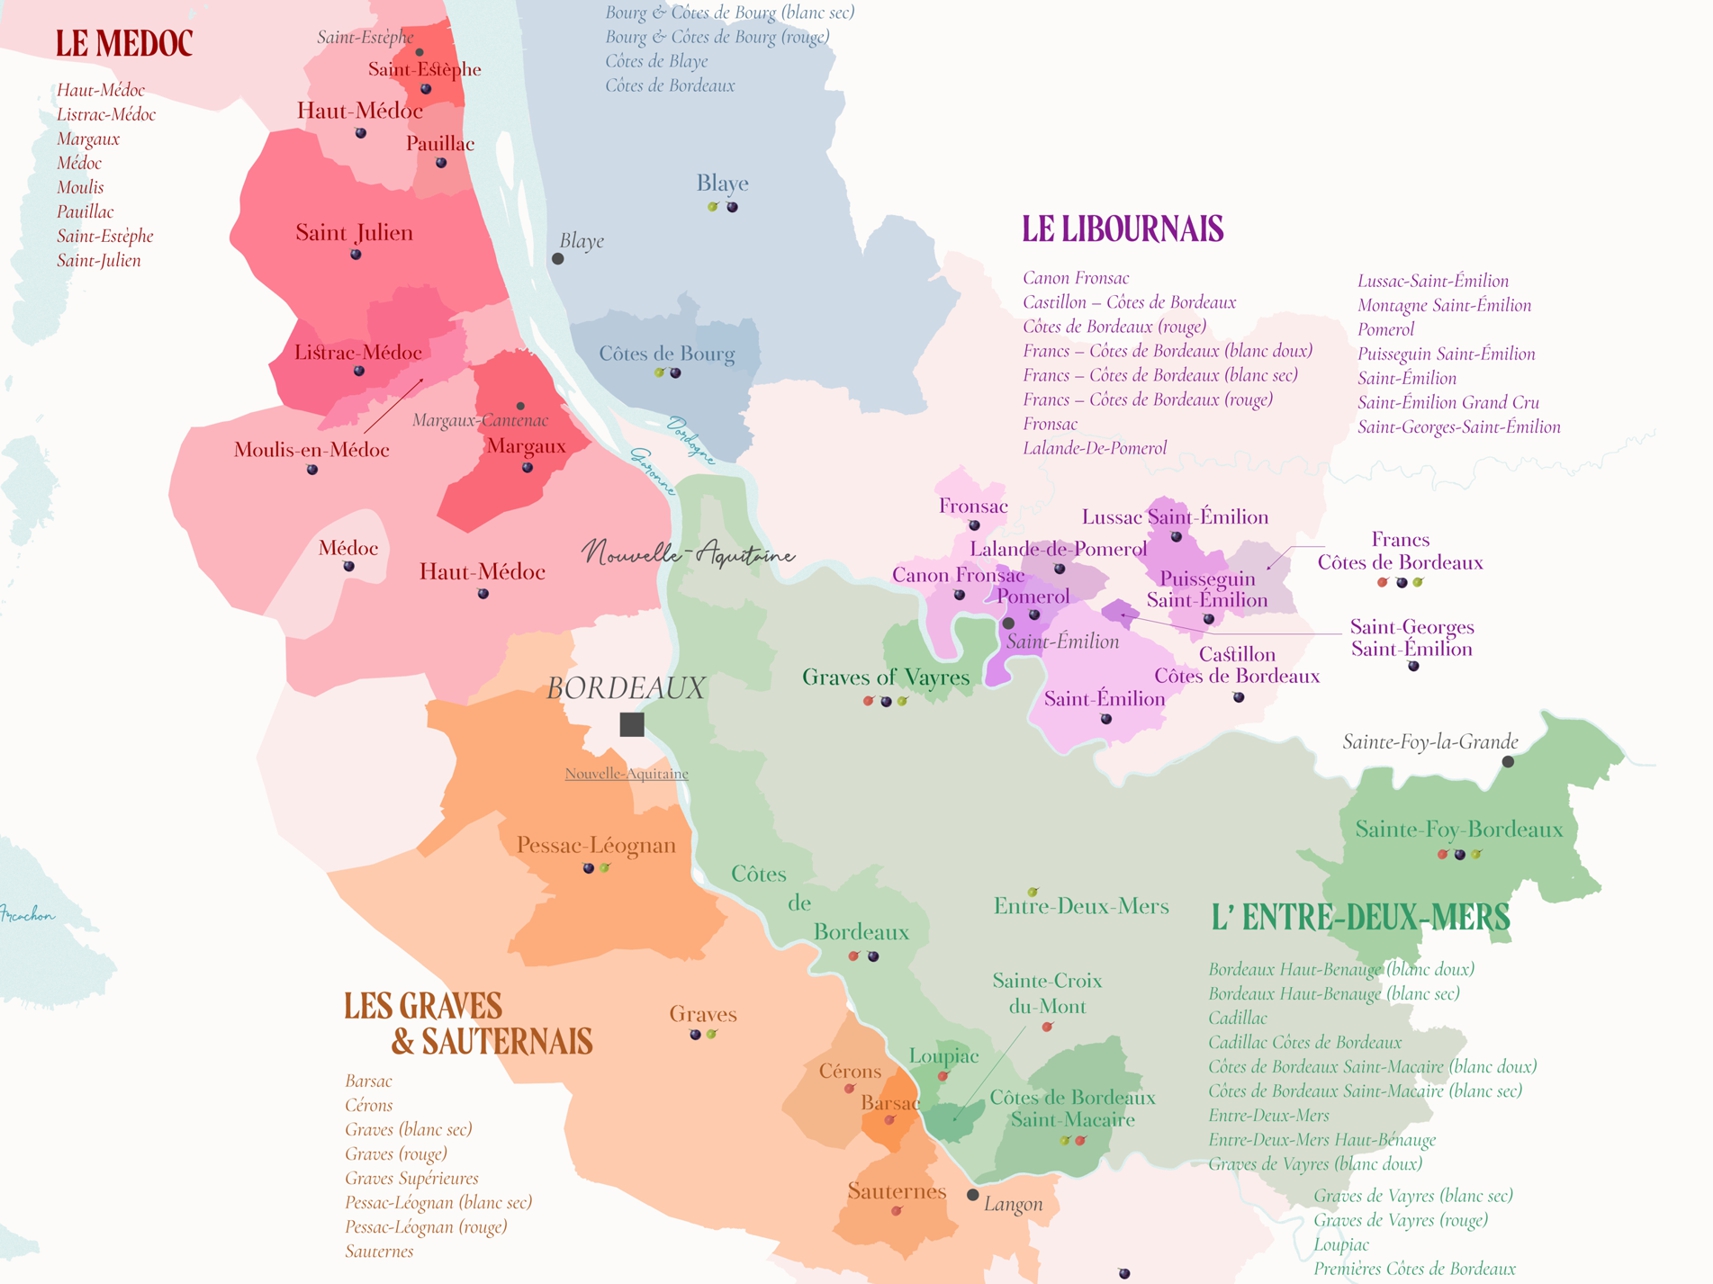 LE MEDOC
Haut-Médoc
Listrac-Médoc
Margaux
Médoc
Moulis
Pauillac
Saint-Estèphe
Saint-Julien
Saint-Estèphe
Saint-Estèphe
Haut-Médoc
Pauillac
Saint Julien
Listrac-Médoc
Margaux-Cantenac
Moulis-en-Médoc
Margaux
Médoc
Haut-Médoc
Bourg & Côtes de Bourg (blanc sec)
Bourg & Côtes de Bourg (rouge)
Côtes de Blaye
Côtes de Bordeaux
Blaye
Blaye
Côtes de Bourg
Dordogne
Garonne
Nouvelle-Aquitaine
LE LIBOURNAIS
Canon Fronsac
Castillon – Côtes de Bordeaux
Côtes de Bordeaux (rouge)
Francs – Côtes de Bordeaux (blanc doux)
Francs – Côtes de Bordeaux (blanc sec)
Francs – Côtes de Bordeaux (rouge)
Fronsac
Lalande-De-Pomerol
Lussac-Saint-Émilion
Montagne Saint-Émilion
Pomerol
Puisseguin Saint-Émilion
Saint-Émilion
Saint-Émilion Grand Cru
Saint-Georges-Saint-Émilion
Fronsac
Lussac Saint-Émilion
Lalande-de-Pomerol
Canon Fronsac
Pomerol
Puisseguin
Saint-Émilion
Francs
Côtes de Bordeaux
Saint-Georges
Saint-Émilion
Saint-Émilion
Castillon
Côtes de Bordeaux
Saint-Émilion
Graves of Vayres
BORDEAUX
Nouvelle-Aquitaine
Sainte-Foy-la-Grande
Sainte-Foy-Bordeaux
Pessac-Léognan
Côtes
de
Bordeaux
Entre-Deux-Mers
Arcachon
L' ENTRE-DEUX-MERS
Bordeaux Haut-Benauge (blanc doux)
Bordeaux Haut-Benauge (blanc sec)
Cadillac
Cadillac Côtes de Bordeaux
Côtes de Bordeaux Saint-Macaire (blanc doux)
Côtes de Bordeaux Saint-Macaire (blanc sec)
Entre-Deux-Mers
Entre-Deux-Mers Haut-Bénauge
Graves de Vayres (blanc doux)
Graves de Vayres (blanc sec)
Graves de Vayres (rouge)
Loupiac
Premières Côtes de Bordeaux
Sainte-Croix
du-Mont
Graves
Loupiac
Cérons
Barsac
Côtes de Bordeaux
Saint-Macaire
Sauternes
Langon
LES GRAVES
& SAUTERNAIS
Barsac
Cérons
Graves (blanc sec)
Graves (rouge)
Graves Supérieures
Pessac-Léognan (blanc sec)
Pessac-Léognan (rouge)
Sauternes